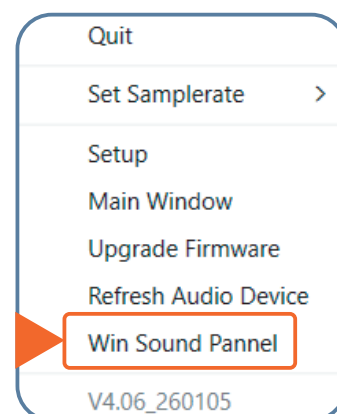 Quit
Set Samplerate >
Setup
Main Window
Upgrade Firmware
Refresh Audio Device
Win Sound Pannel
V4.06_260105